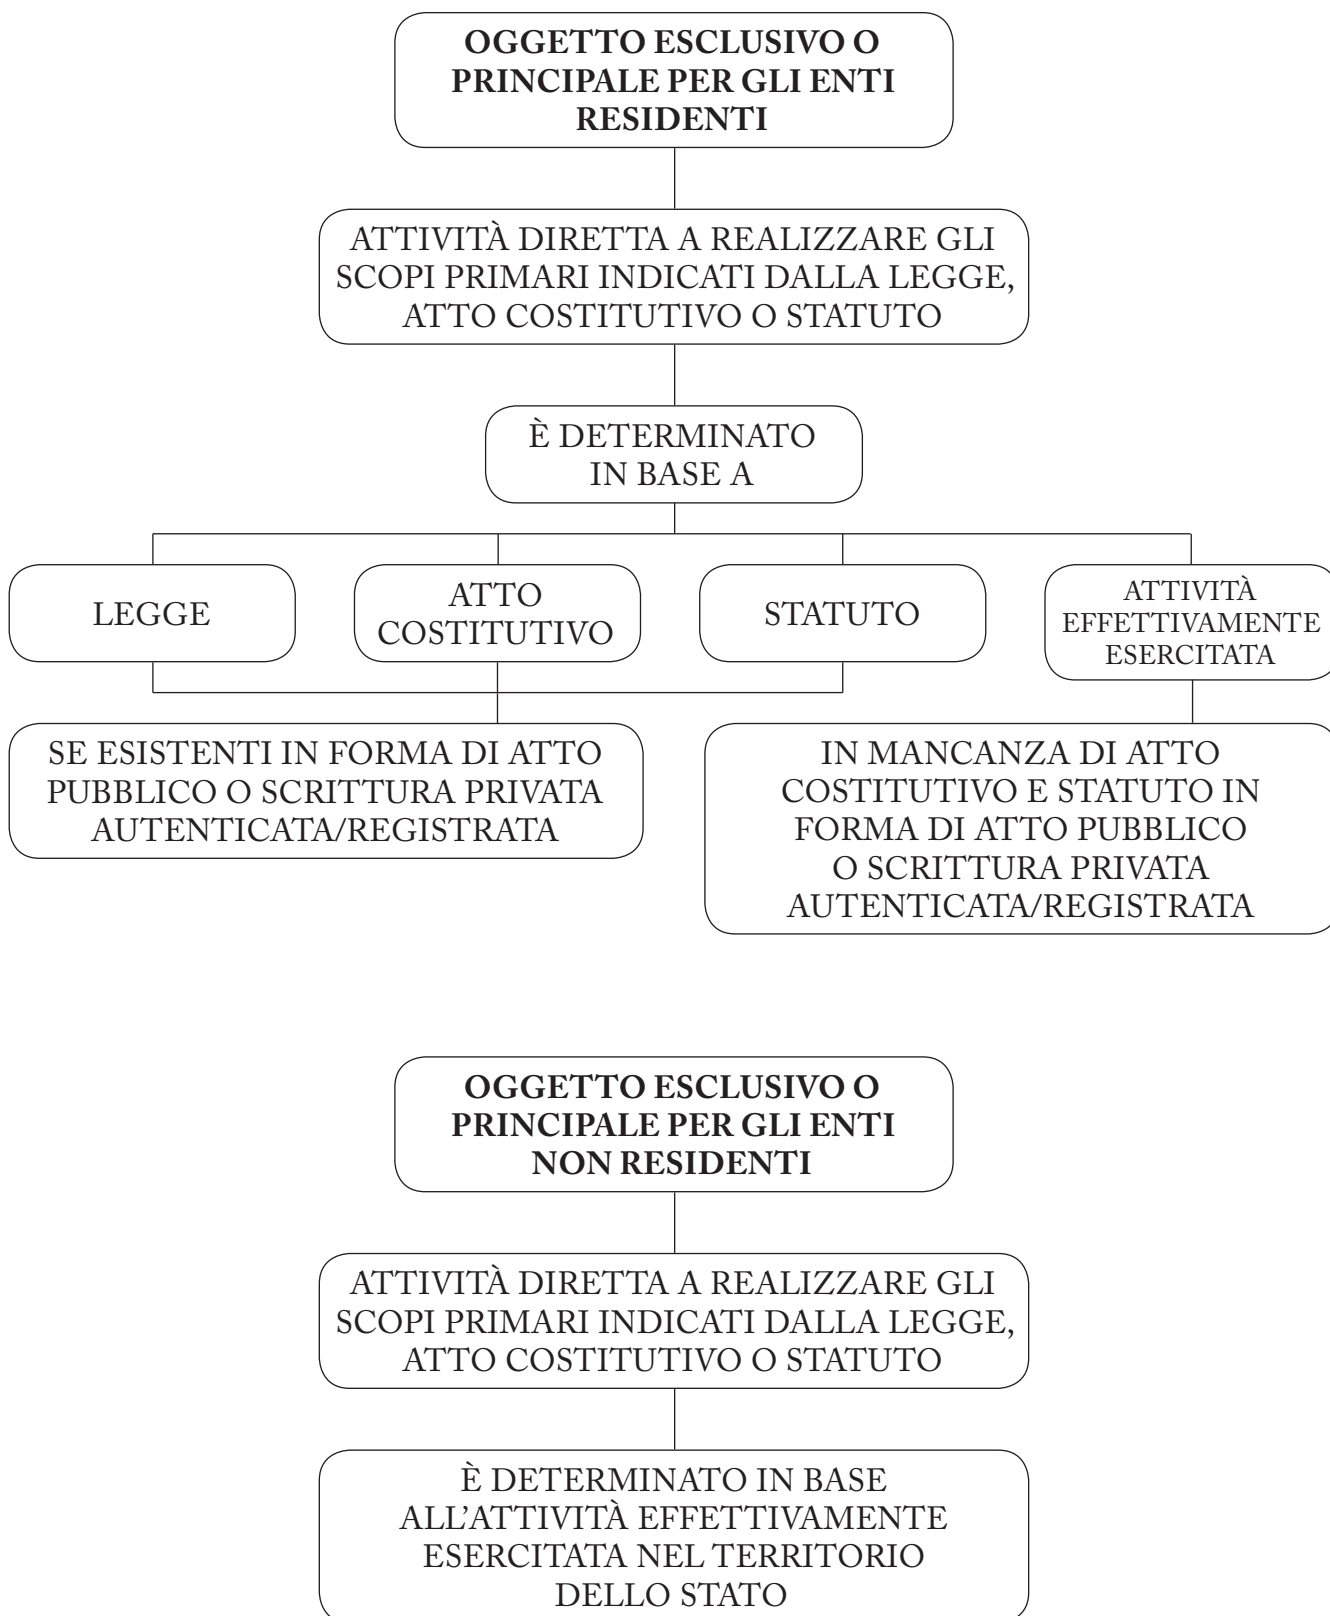 OGGETTO ESCLUSIVO O
PRINCIPALE PER GLI ENTI
RESIDENTI
ATTIVITÀ DIRETTA A REALIZZARE GLI
SCOPI PRIMARI INDICATI DALLA LEGGE,
ATTO COSTITUTIVO O STATUTO
È DETERMINATO
IN BASE A
LEGGE
ATTO
COSTITUTIVO
STATUTO
ATTIVITÀ
EFFETTIVAMENTE
ESERCITATA
SE ESISTENTI IN FORMA DI ATTO
PUBBLICO O SCRITTURA PRIVATA
AUTENTICATA/REGISTRATA
IN MANCANZA DI ATTO
COSTITUTIVO E STATUTO IN
FORMA DI ATTO PUBBLICO
O SCRITTURA PRIVATA
AUTENTICATA/REGISTRATA
OGGETTO ESCLUSIVO O
PRINCIPALE PER GLI ENTI
NON RESIDENTI
ATTIVITÀ DIRETTA A REALIZZARE GLI
SCOPI PRIMARI INDICATI DALLA LEGGE,
ATTO COSTITUTIVO O STATUTO
È DETERMINATO IN BASE
ALL’ATTIVITÀ EFFETTIVAMENTE
ESERCITATA NEL TERRITORIO
DELLO STATO